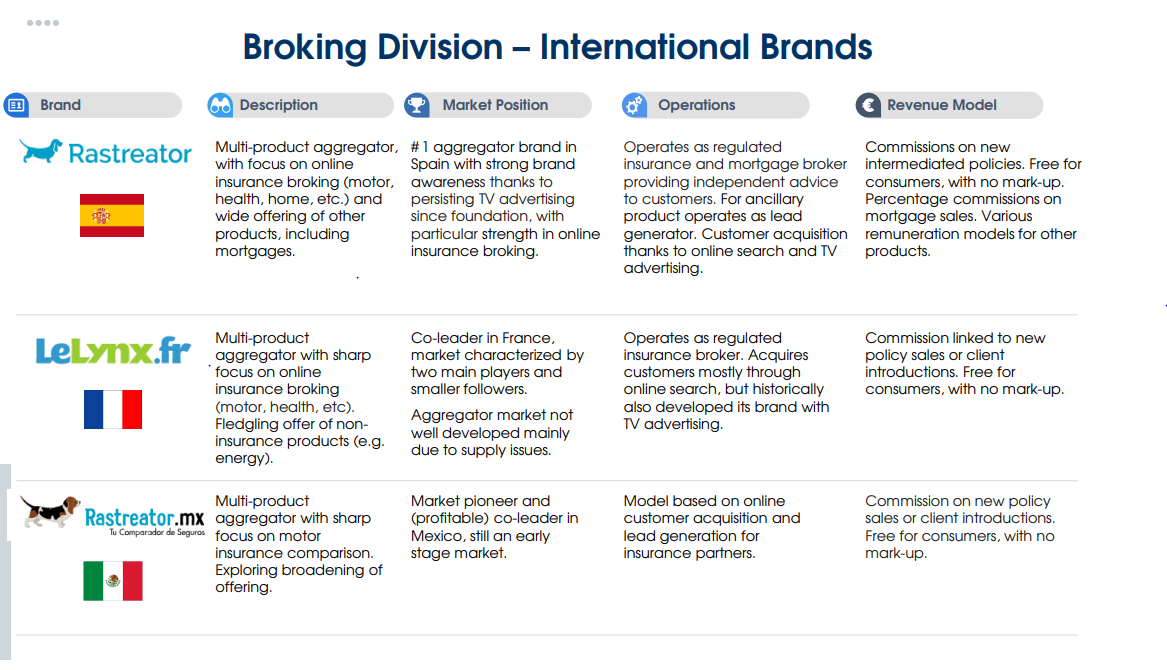 Broking Division – International Brands
Brand
Description
Market Position
Operations
Revenue Model
Rastreator
Multi-product aggregator,
with focus on online
insurance broking (motor,
health, home, etc.) and
wide offering of other
products, including
mortgages.
#1 aggregator brand in
Spain with strong brand
awareness thanks to
persisting TV advertising
since foundation, with
particular strength in online
insurance broking.
Operates as regulated
insurance and mortgage broker
providing independent advice
to customers. For ancillary
product operates as lead
generator. Customer acquisition
thanks to online search and TV
advertising.
Commissions on new
intermediated policies. Free for
consumers, with no mark-up.
Percentage commissions on
mortgage sales. Various
remuneration models for other
products.
LeLynx.fr
Multi-product
aggregator with sharp
focus on online
insurance broking
(motor, health, etc).
Fledgling offer of non-
insurance products (e.g.
energy).
Co-leader in France,
market characterized by
two main players and
smaller followers.
Aggregator market not
well developed mainly
due to supply issues.
Operates as regulated
insurance broker. Acquires
customers mostly through
online search, but historically
also developed its brand with
TV advertising.
Commission linked to new
policy sales or client
introductions. Free for
consumers, with no mark-up.
Rastreator.mx
Tu Comparador de Seguros
Multi-product
aggregator with sharp
focus on motor
insurance comparison.
Exploring broadening of
offering.
Market pioneer and
(profitable) co-leader in
Mexico, still an early
stage market.
Model based on online
customer acquisition and
lead generation for
insurance partners.
Commission on new policy
sales or client introductions.
Free for consumers, with no
mark-up.